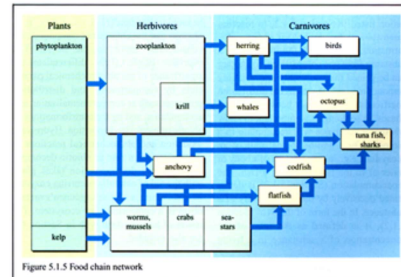 Plants Herbivores Carnivores
phytoplankton zooplankton herring birds
krill whales octopus
tuna fish,
sharks
anchovy codfish
flatfish
worms, crabs sea-
mussels stars
kelp
Figure 5.1.5 Food chain network